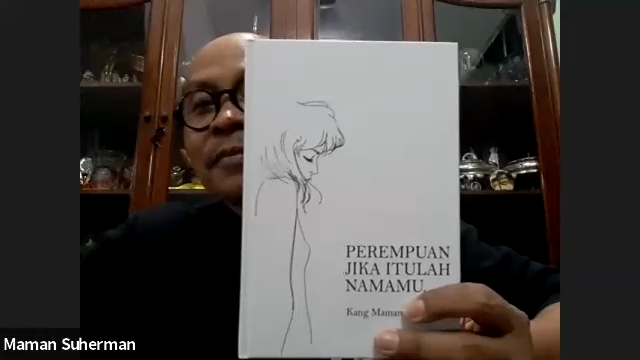 PEREMPUAN
JIKA ITULAH
NAMAMU
Kang Maman
Maman Suherman